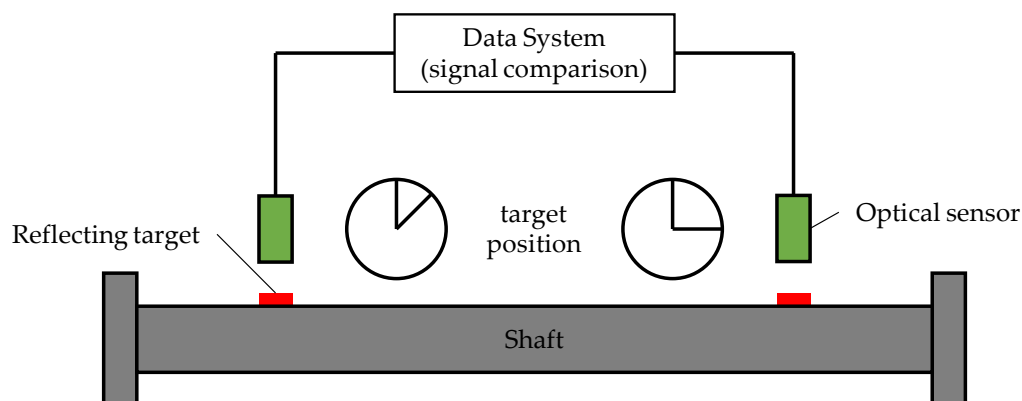 Data System
(signal comparison)
target
position
Optical sensor
Reflecting target
Shaft